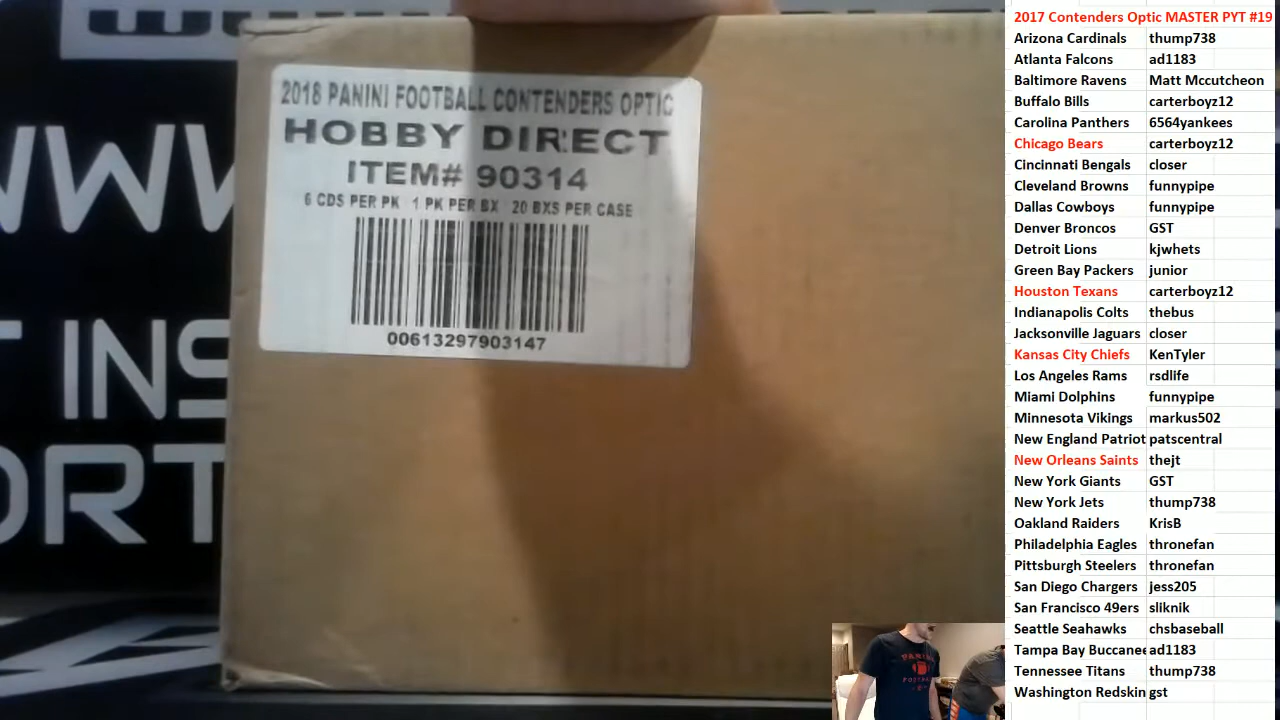 2018 PANINI FOOTBALL CONTENDERS OPTIC
HOBBY DIRECT
ITEM# 90314
6 CDS PER PK 1 PK PER BX 20 BXS PER CASE
00613297903147
WWW
T INS
ORT
2017 Contenders Optic MASTER PYT #19
Arizona Cardinals thump738
Atlanta Falcons ad1183
Baltimore Ravens Matt Mccutcheon
Buffalo Bills carterboyz12
Carolina Panthers 6564yankees
Chicago Bears carterboyz12
Cincinnati Bengals closer
Cleveland Browns funnypipe
Dallas Cowboys funnypipe
Denver Broncos GST
Detroit Lions kjwhets
Green Bay Packers junior
Houston Texans carterboyz12
Indianapolis Colts thebus
Jacksonville Jaguars closer
Kansas City Chiefs KenTyler
Los Angeles Rams rsdlife
Miami Dolphins funnypipe
Minnesota Vikings markus502
New England Patriot patscentral
New Orleans Saints thejt
New York Giants GST
New York Jets thump738
Oakland Raiders KrisB
Philadelphia Eagles thronefan
Pittsburgh Steelers thronefan
San Diego Chargers jess205
San Francisco 49ers sliknik
Seattle Seahawks chsbaseball
Tampa Bay Buccanee ad1183
Tennessee Titans thump738
Washington Redskin gst